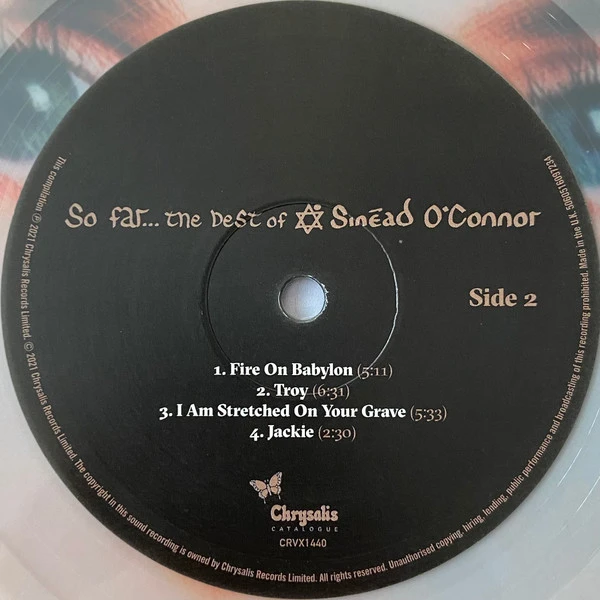 So far... the best of Sinéad O'Connor
Side 2
1. Fire On Babylon (5:11)
2. Troy (6:31)
3. I Am Stretched On Your Grave (5:33)
4. Jackie (2:30)
Chrysalis
CATALOGUE
CRVX1440
This compilation ℗ 2021 Chrysalis Records Limited. © 2021 Chrysalis Records Limited. The copyright in this sound recording is owned by Chrysalis Records Limited. All rights reserved. Unauthorised copying, hiring, lending, public performance and broadcasting of this recording prohibited. Made in the U.K. 5060516097234